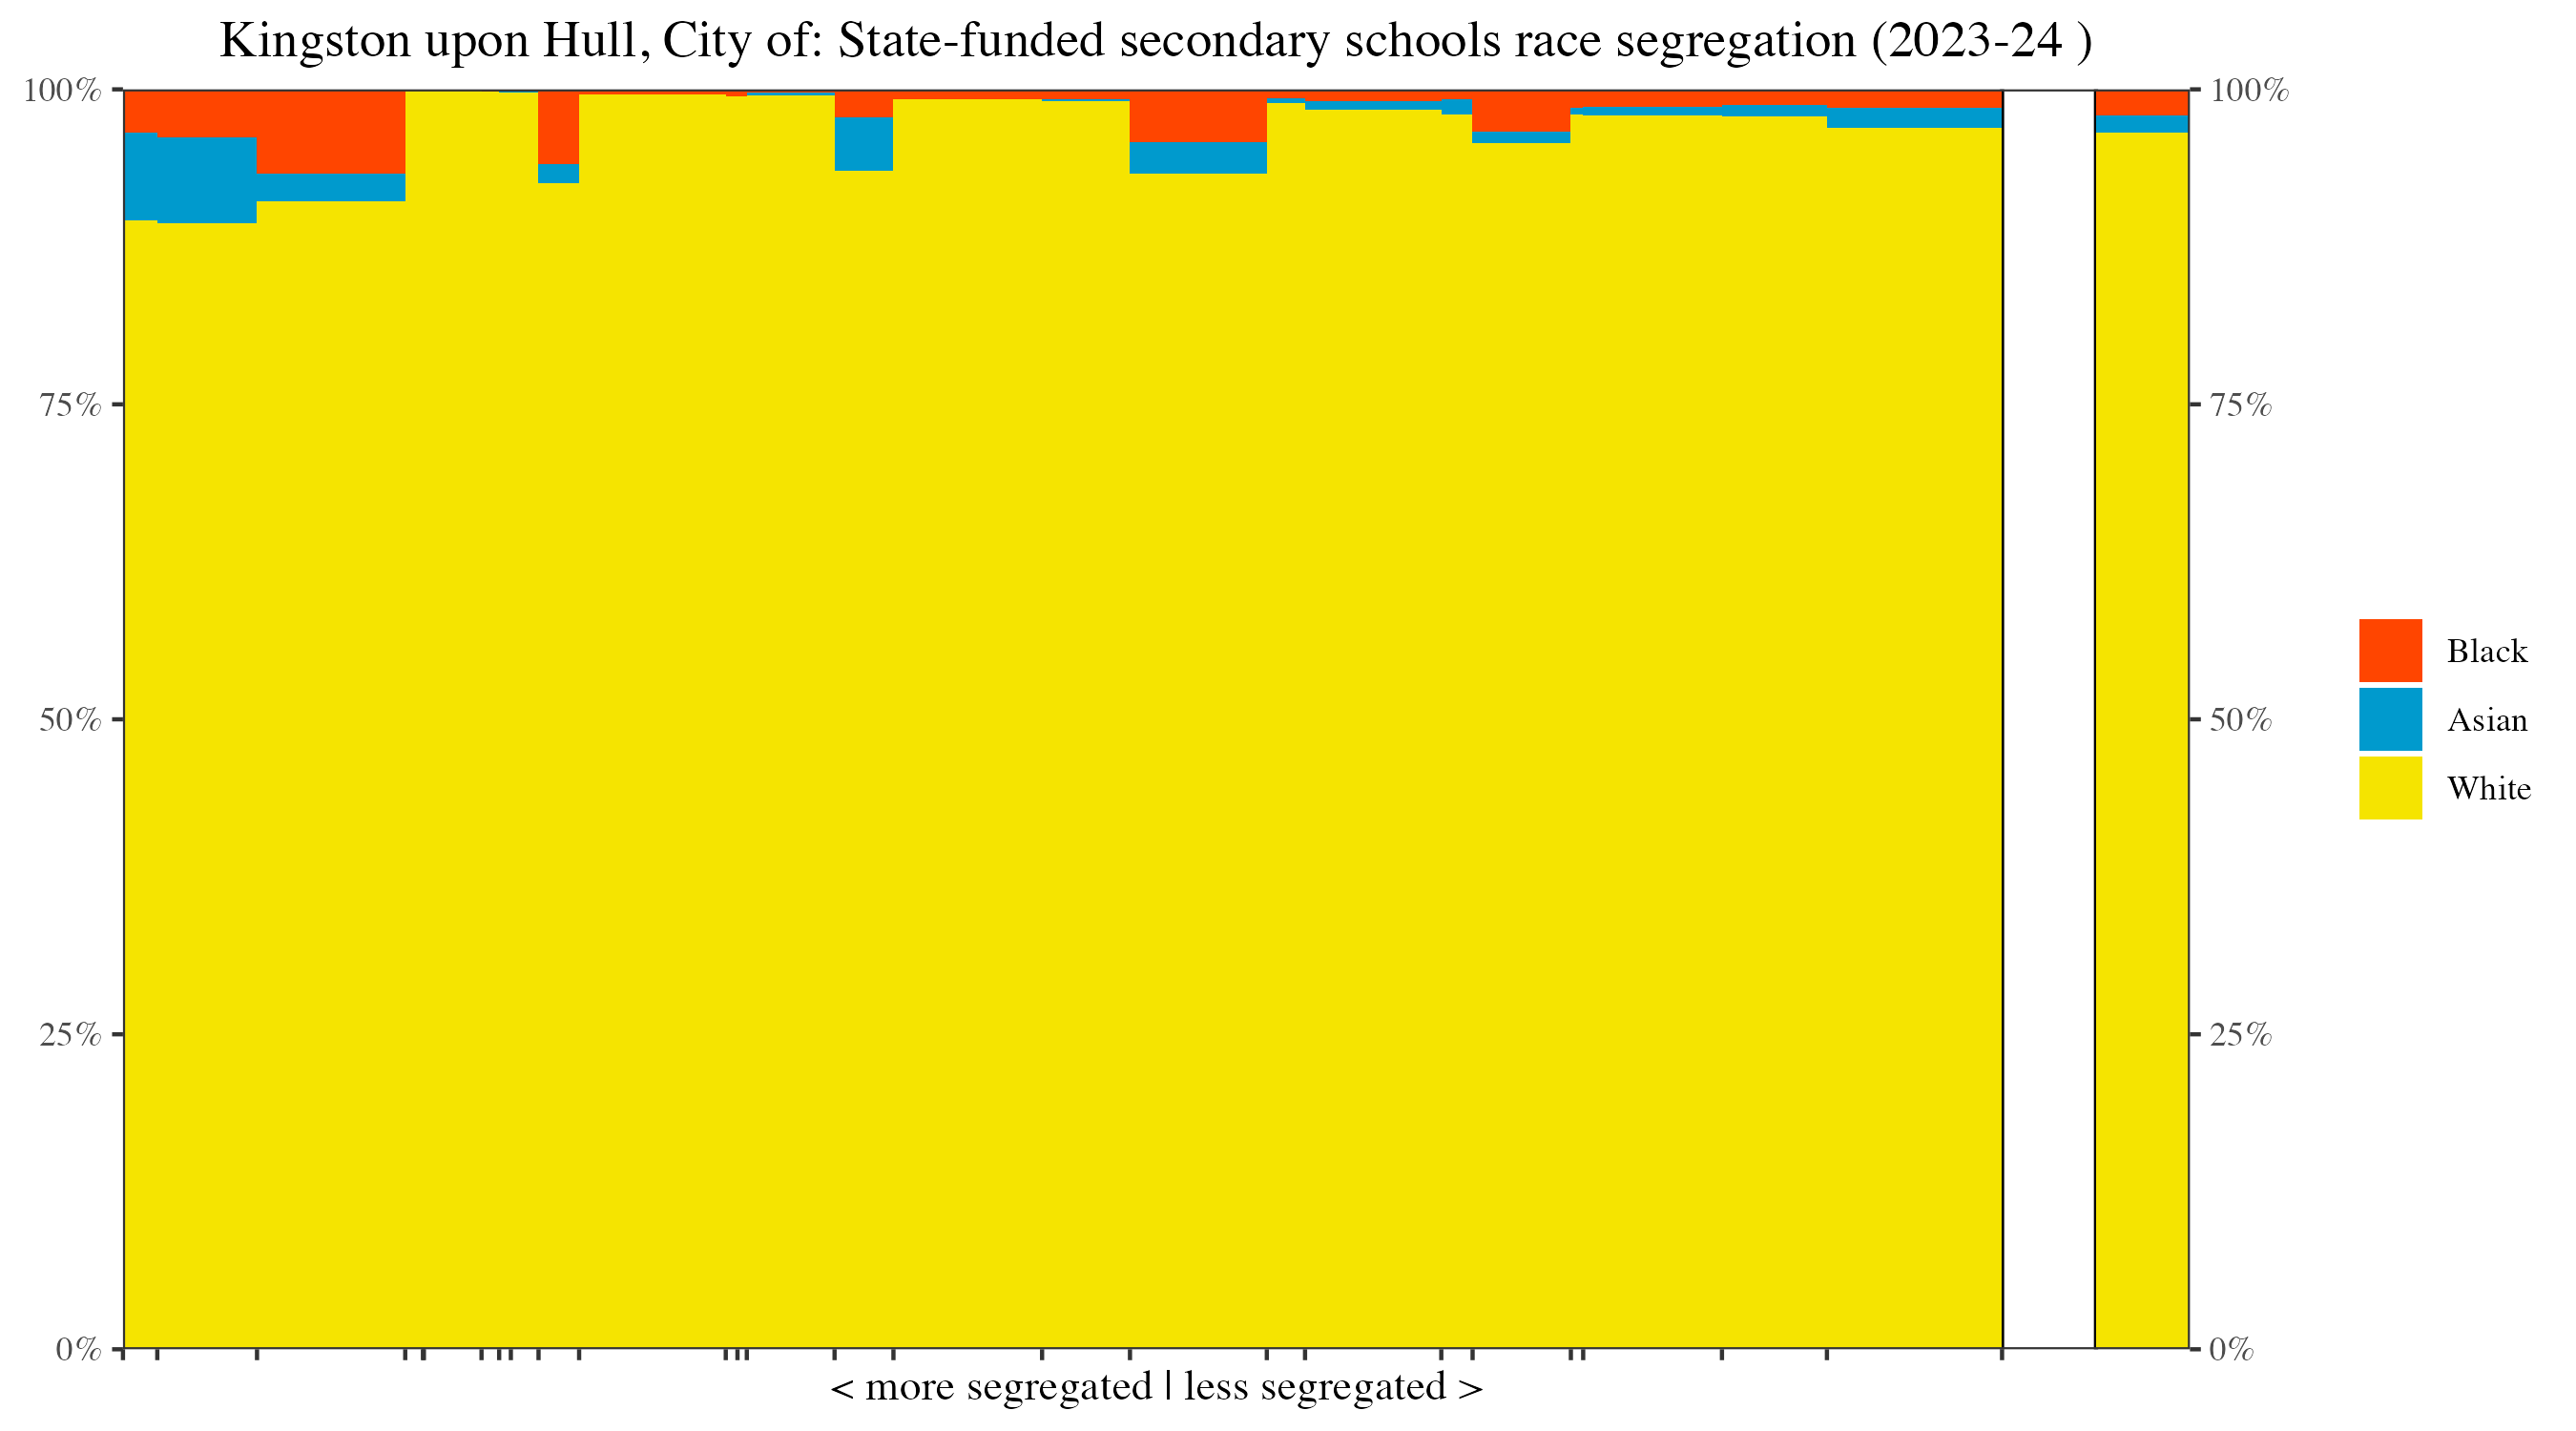 Kingston upon Hull, City of: State-funded secondary schools race segregation (2023-24 )
100%
75%
50%
25%
0%
100%
75%
50%
25%
0%
Black
Asian
White
< more segregated | less segregated >